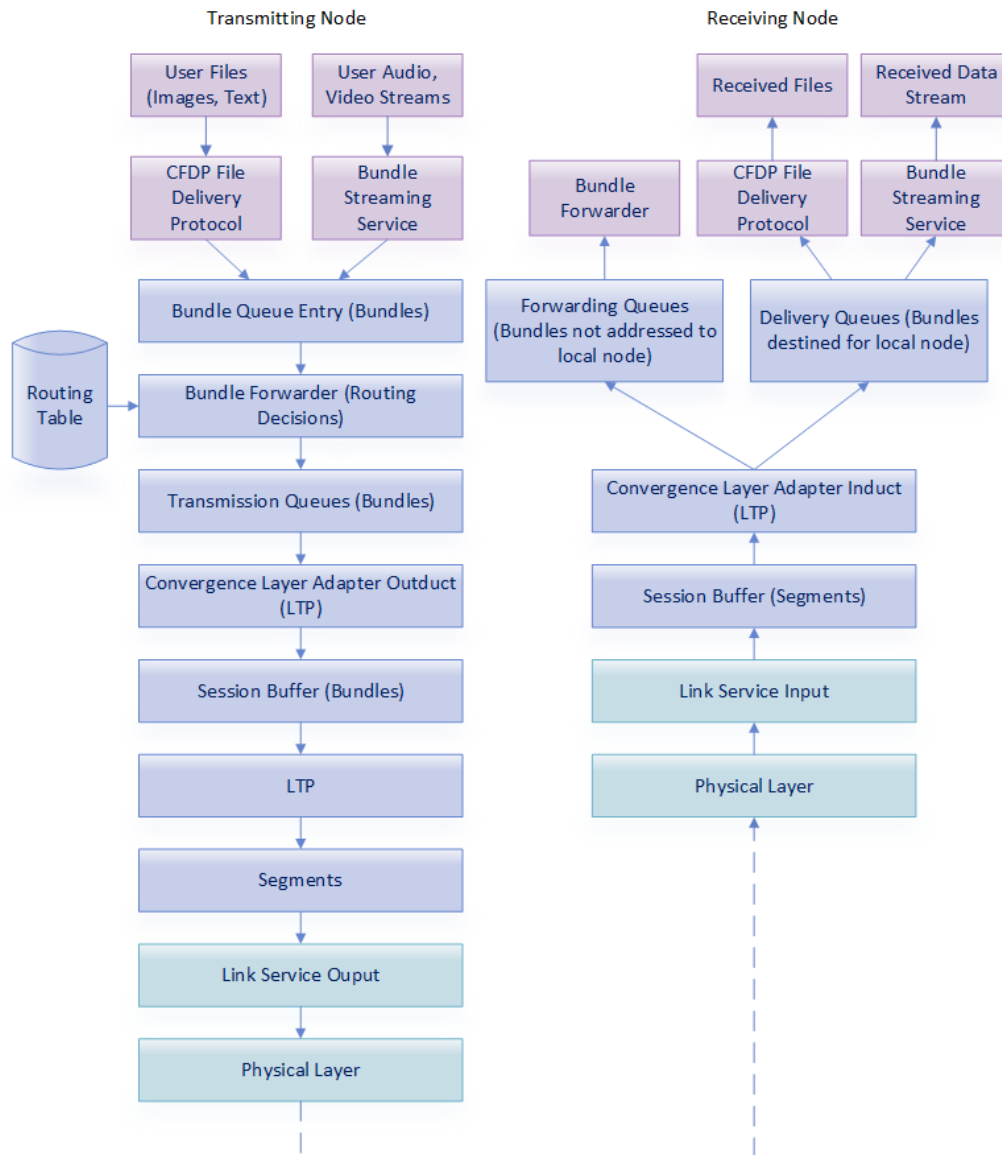 Transmitting Node
User Files
(Images, Text)
User Audio,
Video Streams
CFDP File
Delivery
Protocol
Bundle
Streaming
Service
Bundle Queue Entry (Bundles)
Routing
Table
Bundle Forwarder (Routing
Decisions)
Transmission Queues (Bundles)
Convergence Layer Adapter Outduct
(LTP)
Session Buffer (Bundles)
LTP
Segments
Link Service Ouput
Physical Layer
Receiving Node
Received Files
Received Data
Stream
Bundle
Forwarder
CFDP File
Delivery
Protocol
Bundle
Streaming
Service
Forwarding Queues
(Bundles not addressed to
local node)
Delivery Queues (Bundles
destined for local node)
Convergence Layer Adapter Induct
(LTP)
Session Buffer (Segments)
Link Service Input
Physical Layer